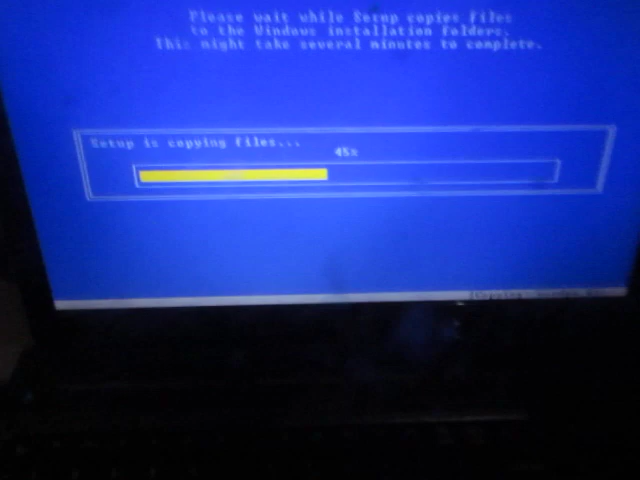 Please wait while Setup copies files
to the Windows installation folders.
This might take several minutes to complete.
Setup is copying files...
45%